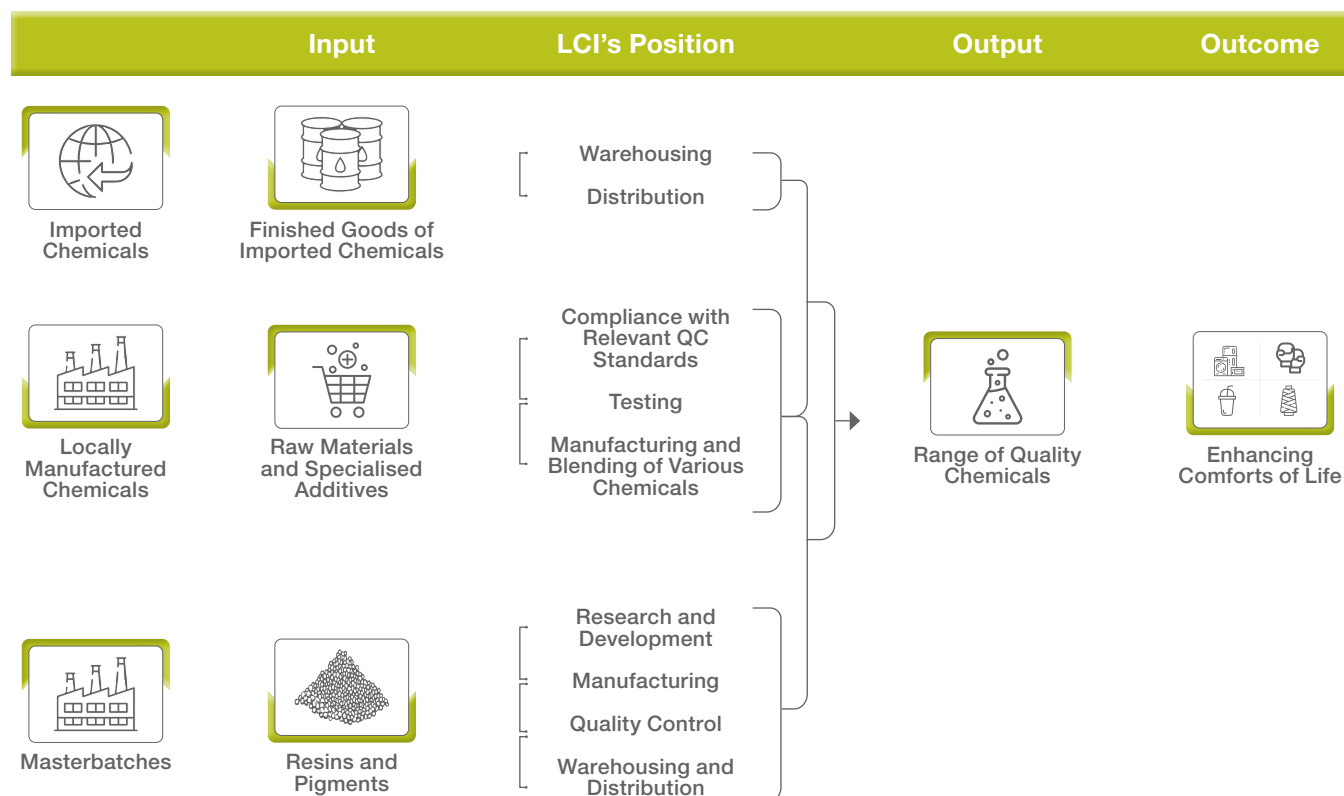 Input
LCI’s Position
Output
Outcome
Imported
Chemicals
Finished Goods of
Imported Chemicals
Warehousing
Distribution
Locally
Manufactured
Chemicals
Raw Materials
and Specialised
Additives
Compliance with
Relevant QC
Standards
Testing
Manufacturing and
Blending of Various
Chemicals
Range of Quality
Chemicals
Enhancing
Comforts of Life
Masterbatches
Resins and
Pigments
Research and
Development
Manufacturing
Quality Control
Warehousing and
Distribution